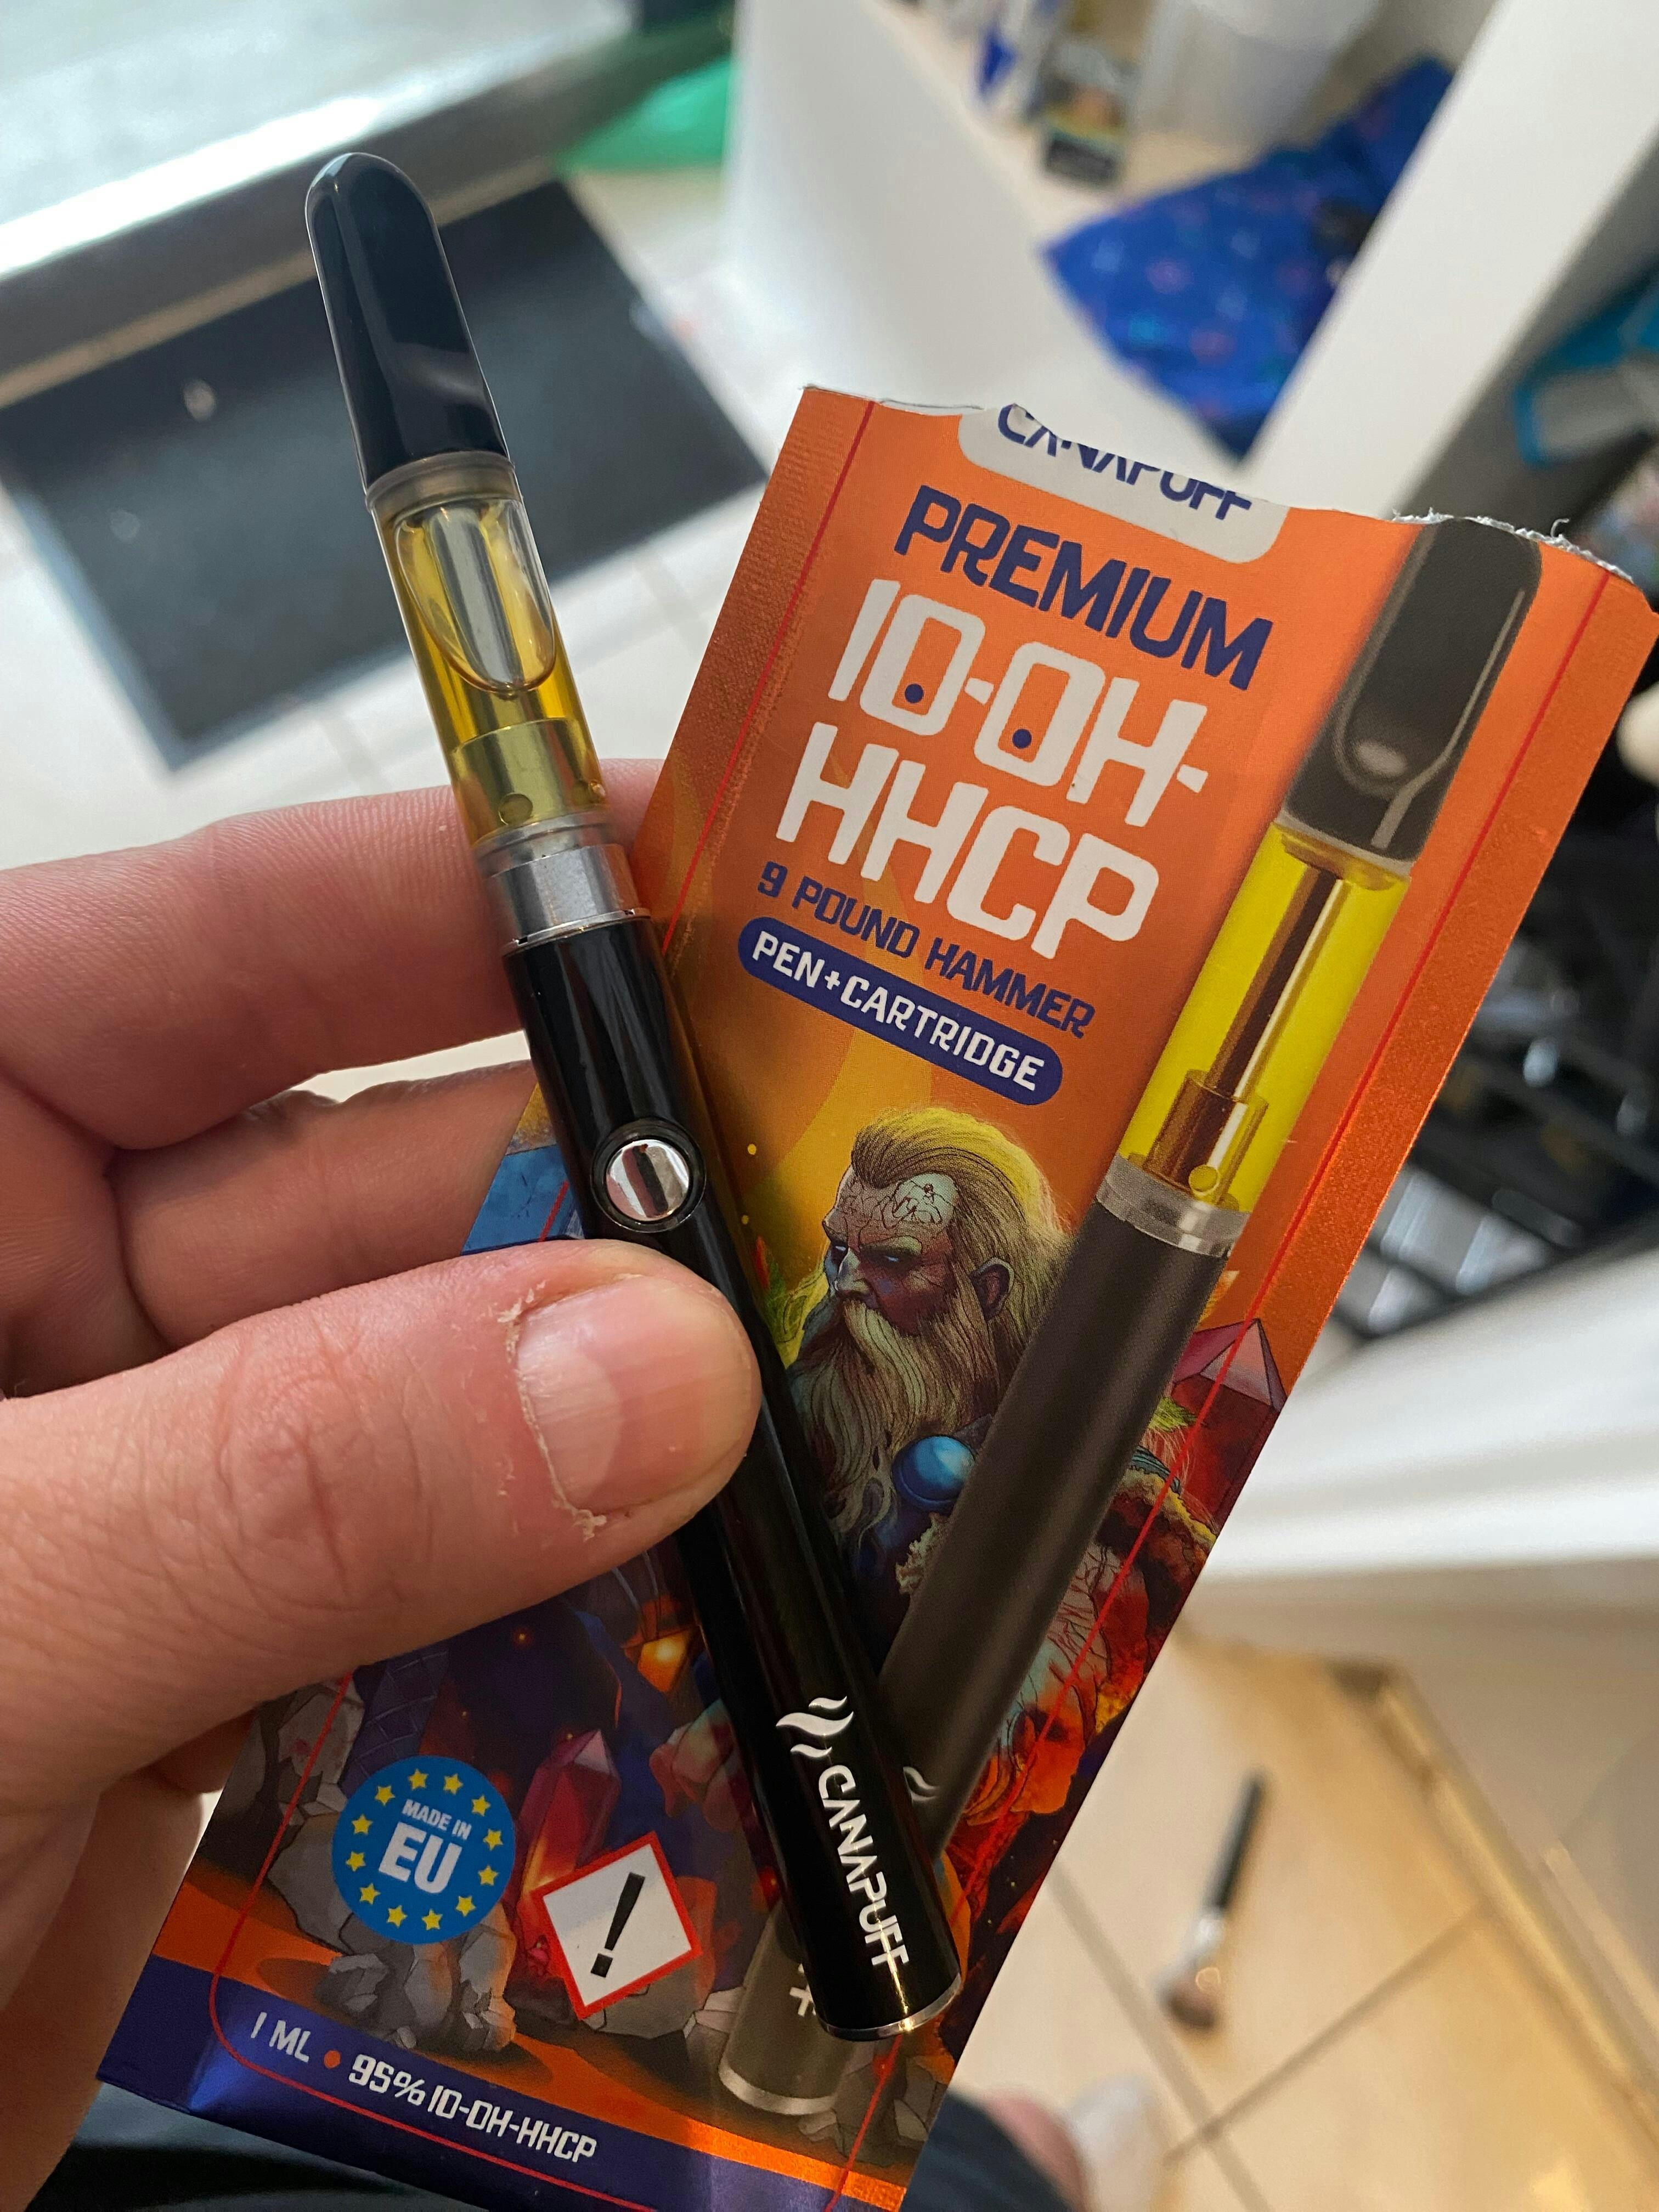 CANAPUFF
PREMIUM
10-OH-
HHCP
9 POUND HAMMER
PEN+CARTRIDGE
CANAPUFF
MADE IN
EU
!
1 ML • 95% 10-OH-HHCP